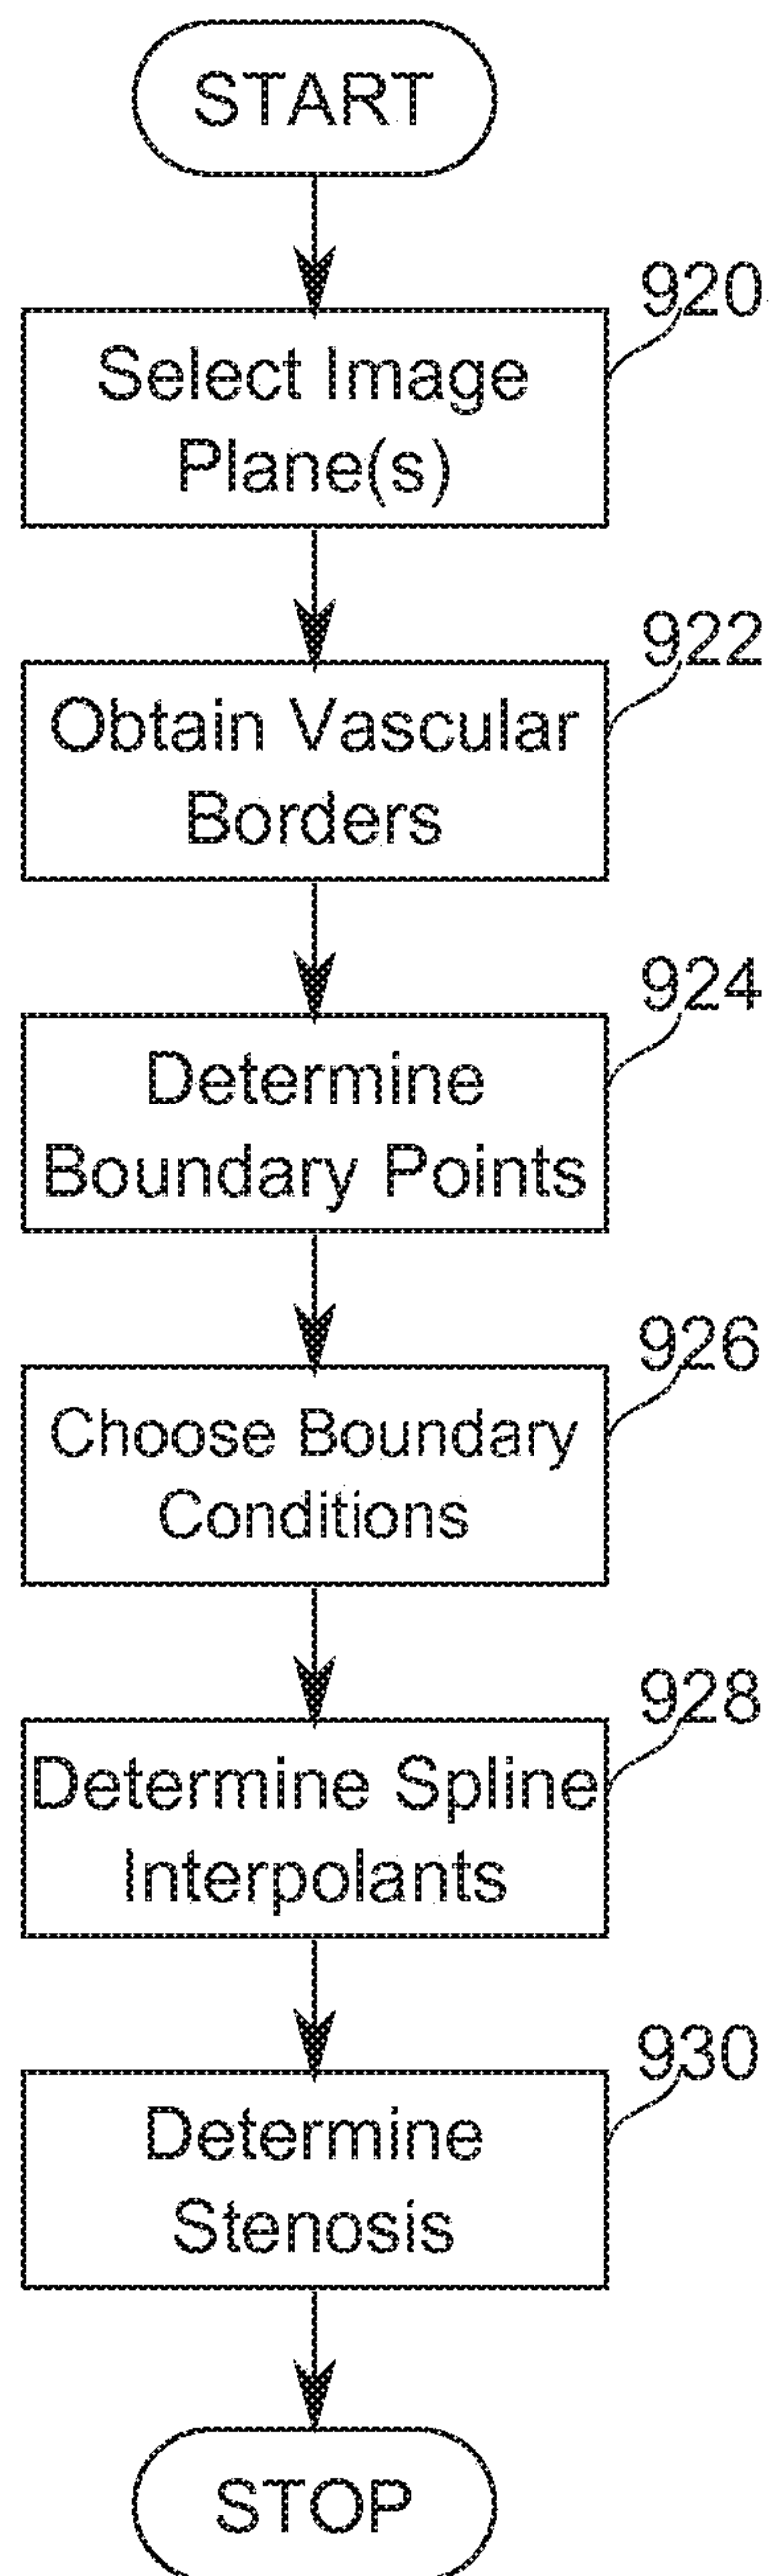 START
920
Select Image
Plane(s)
922
Obtain Vascular
Borders
924
Determine
Boundary Points
926
Choose Boundary
Conditions
928
Determine Spline
Interpolants
930
Determine
Stenosis
STOP